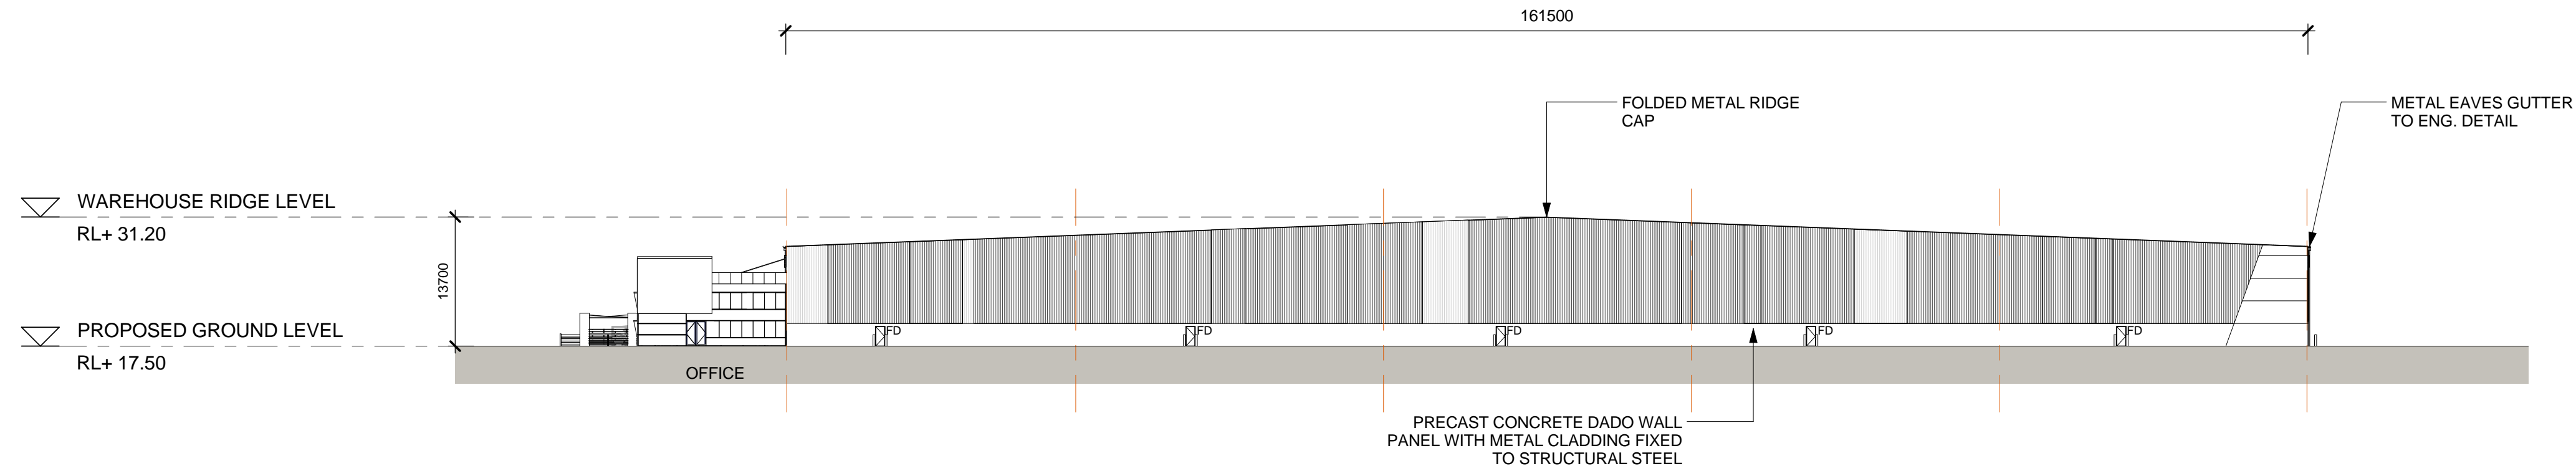 161500
FOLDED METAL RIDGE
CAP
METAL EAVES GUTTER
TO ENG. DETAIL
WAREHOUSE RIDGE LEVEL
RL+ 31.20
13700
PROPOSED GROUND LEVEL
RL+ 17.50
FD
FD
FD
FD
FD
OFFICE
PRECAST CONCRETE DADO WALL
PANEL WITH METAL CLADDING FIXED
TO STRUCTURAL STEEL